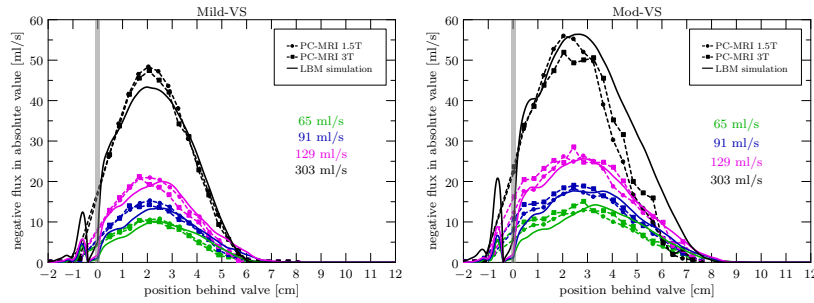 Mild-VS
negative flux in absolute value [ml/s]
60
50
40
30
20
10
0
PC-MRI 1.5T
PC-MRI 3T
LBM simulation
65 ml/s
91 ml/s
129 ml/s
303 ml/s
−2 −1 0 1 2 3 4 5 6 7 8 9 10 11 12
position behind valve [cm]
Mod-VS
negative flux in absolute value [ml/s]
60
50
40
30
20
10
0
PC-MRI 1.5T
PC-MRI 3T
LBM simulation
65 ml/s
91 ml/s
129 ml/s
303 ml/s
−2 −1 0 1 2 3 4 5 6 7 8 9 10 11 12
position behind valve [cm]